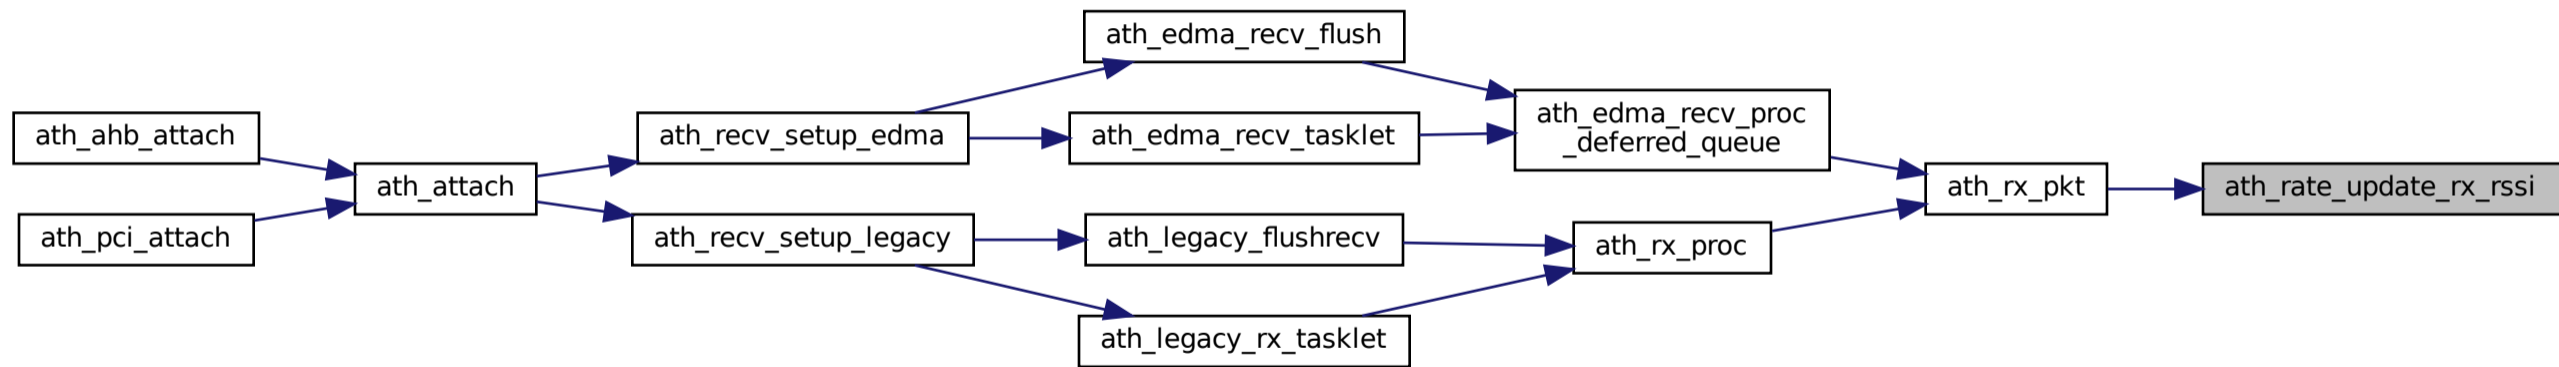 ath_edma_recv_flush
ath_ahb_attach
ath_recv_setup_edma
ath_edma_recv_tasklet
ath_edma_recv_proc
_deferred_queue
ath_attach
ath_rx_pkt
ath_rate_update_rx_rssi
ath_pci_attach
ath_recv_setup_legacy
ath_legacy_flushrecv
ath_rx_proc
ath_legacy_rx_tasklet